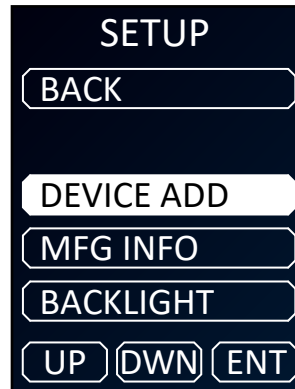 SETUP
BACK
DEVICE ADD
MFG INFO
BACKLIGHT
UP DWN ENT